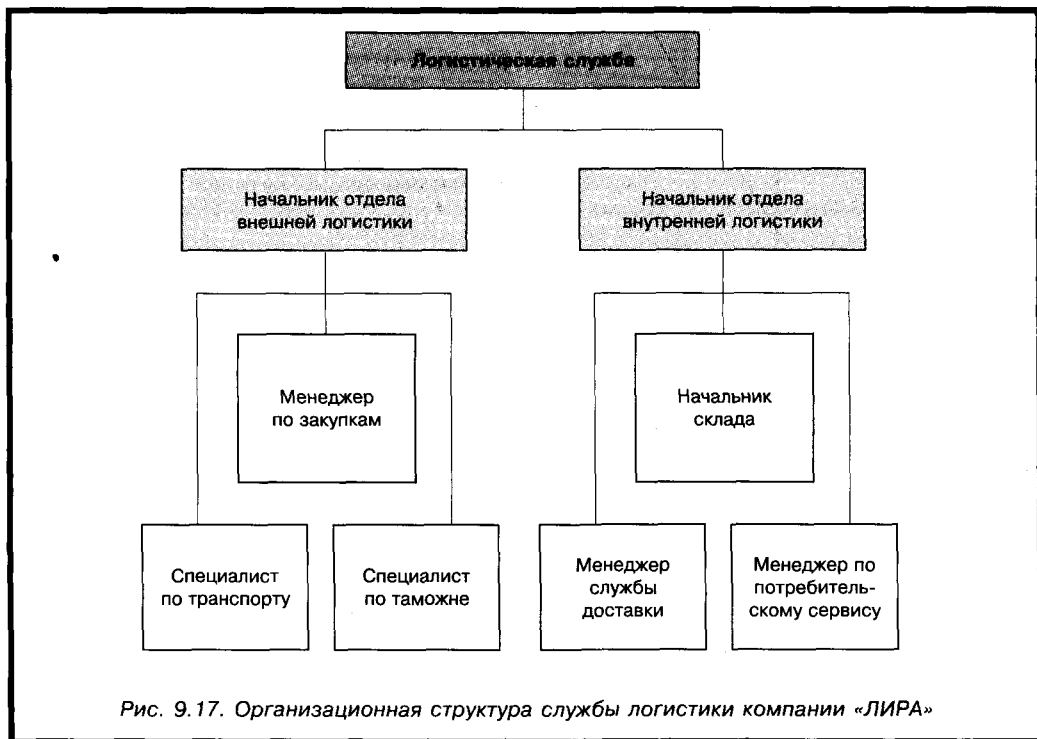 Логистическая служба
Начальник отдела
внешней логистики
Начальник отдела
внутренней логистики
Менеджер
по закупкам
Начальник
склада
Специалист
по транспорту
Специалист
по таможне
Менеджер
службы
доставки
Менеджер по
потребитель-
скому сервису
Рис. 9.17. Организационная структура службы логистики компании «ЛИРА»